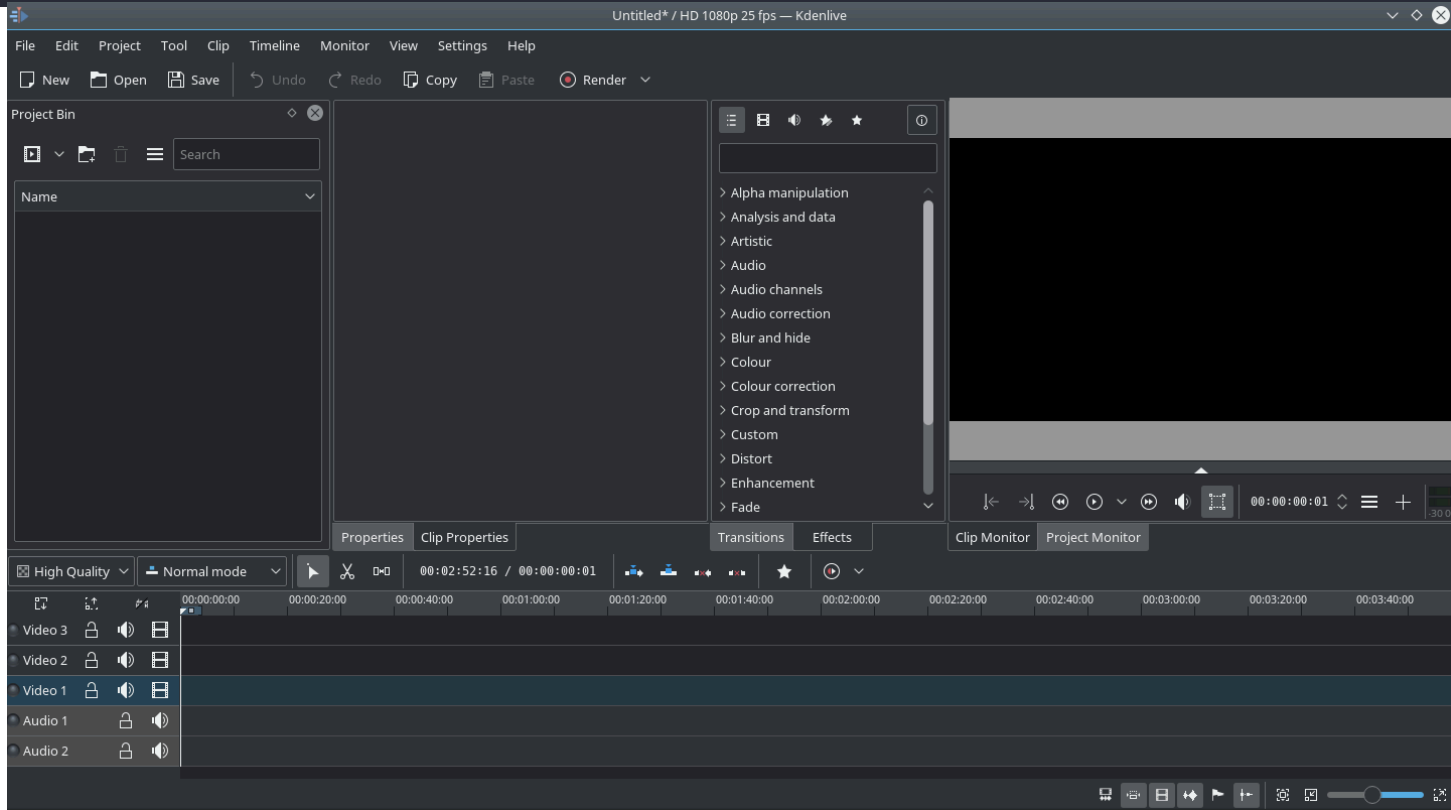 Untitled* / HD 1080p 25 fps — Kdenlive
File Edit Project Tool Clip Timeline Monitor View Settings Help
New Open Save Undo Redo Copy Paste Render
Project Bin
Search
Name
Alpha manipulation
Analysis and data
Artistic
Audio
Audio channels
Audio correction
Blur and hide
Colour
Colour correction
Crop and transform
Custom
Distort
Enhancement
Fade
00:00:00:01
-30
Properties Clip Properties
Transitions Effects
Clip Monitor Project Monitor
High Quality Normal mode 00:02:52:16 / 00:00:00:01
00:00:00:00 00:00:20:00 00:00:40:00 00:01:00:00 00:01:20:00 00:01:40:00 00:02:00:00 00:02:20:00 00:02:40:00 00:03:00:00 00:03:20:00 00:03:40:00
Video 3
Video 2
Video 1
Audio 1
Audio 2